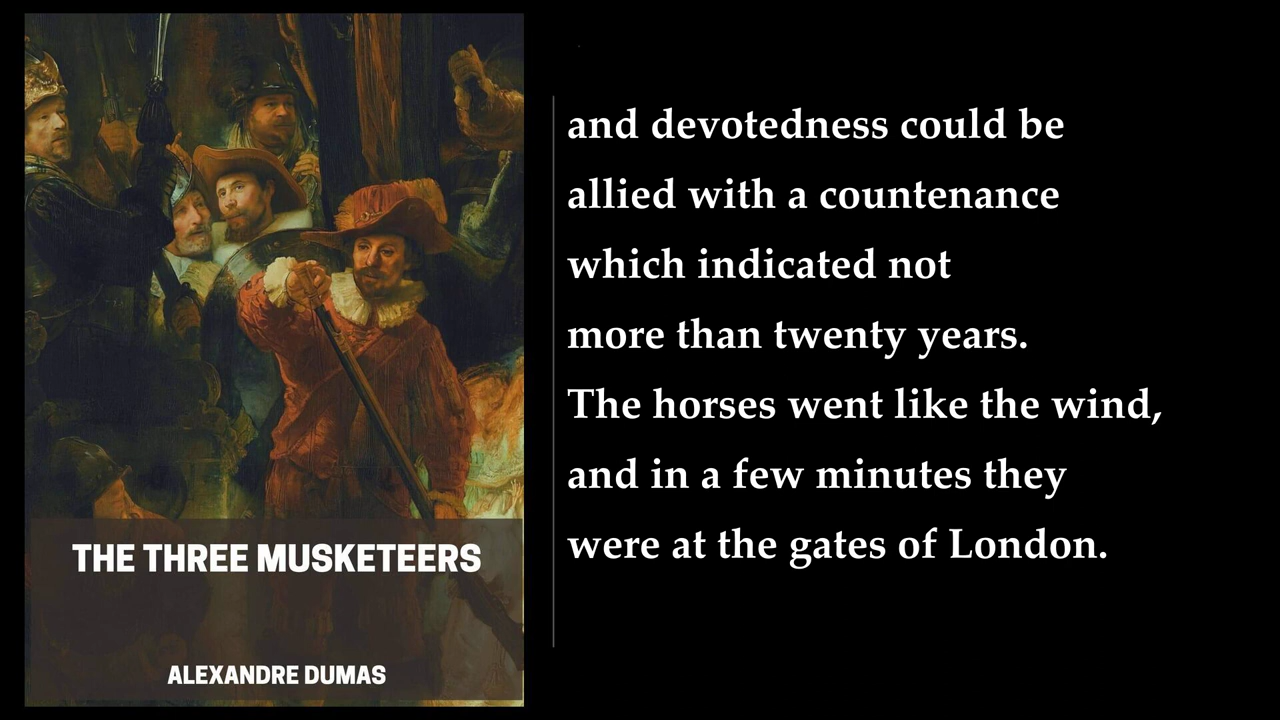 THE THREE MUSKETEERS
ALEXANDRE DUMAS
and devotedness could be
allied with a countenance
which indicated not
more than twenty years.
The horses went like the wind,
and in a few minutes they
were at the gates of London.